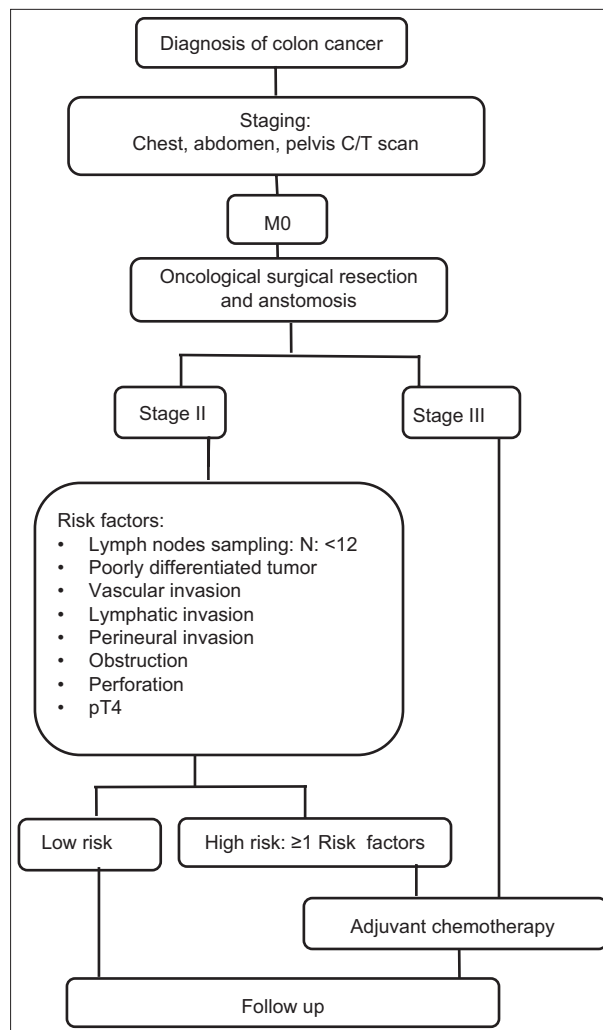 Diagnosis of colon cancer
Staging:
Chest, abdomen, pelvis C/T scan
M0
Oncological surgical resection
and anstomosis
Stage II
Stage III
Risk factors:
• Lymph nodes sampling: N: <12
• Poorly differentiated tumor
• Vascular invasion
• Lymphatic invasion
• Perineural invasion
• Obstruction
• Perforation
• pT4
Low risk
High risk: ≥1 Risk factors
Adjuvant chemotherapy
Follow up